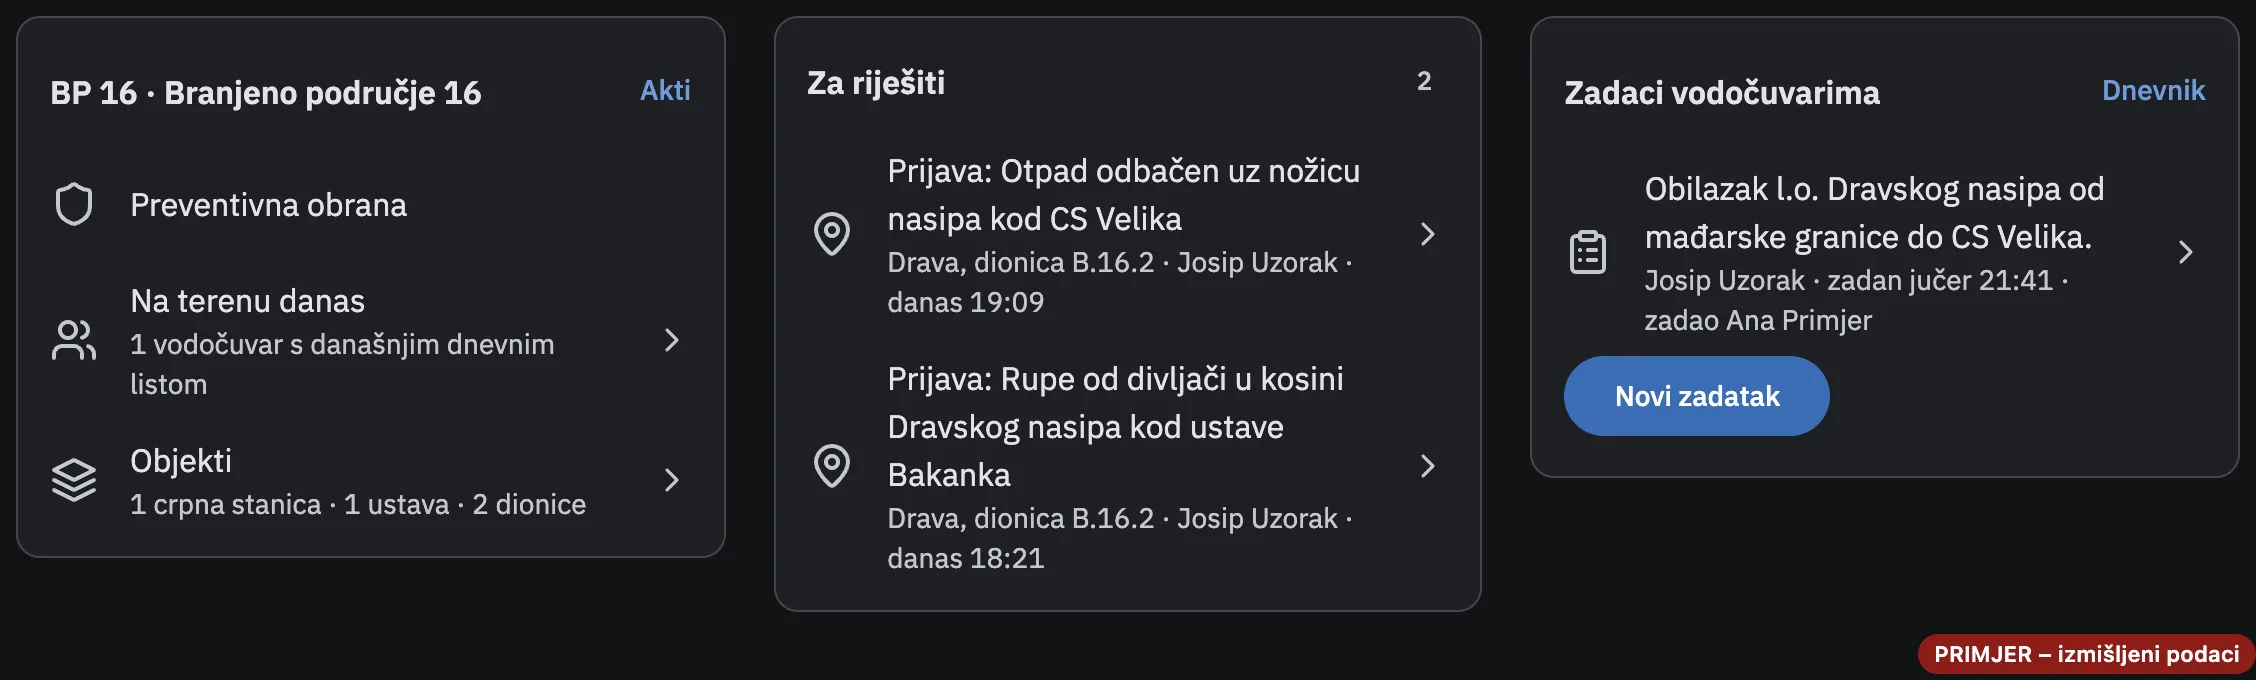 BP 16 · Branjeno područje 16
Akti
Preventivna obrana
Na terenu danas
1 vodočuvar s današnjim dnevnim
listom
Objekti
1 crpna stanica · 1 ustava · 2 dionice
Za riješiti
2
Prijava: Otpad odbačen uz nožicu
nasipa kod CS Velika
Drava, dionica B.16.2 · Josip Uzorak ·
danas 19:09
Prijava: Rupe od divljači u kosini
Dravskog nasipa kod ustave
Bakanka
Drava, dionica B.16.2 · Josip Uzorak ·
danas 18:21
Zadaci vodočuvarima
Dnevnik
Obilazak l.o. Dravskog nasipa od
mađarske granice do CS Velika.
Josip Uzorak · zadan jučer 21:41 ·
zadao Ana Primjer
Novi zadatak
PRIMJER – izmišljeni podaci